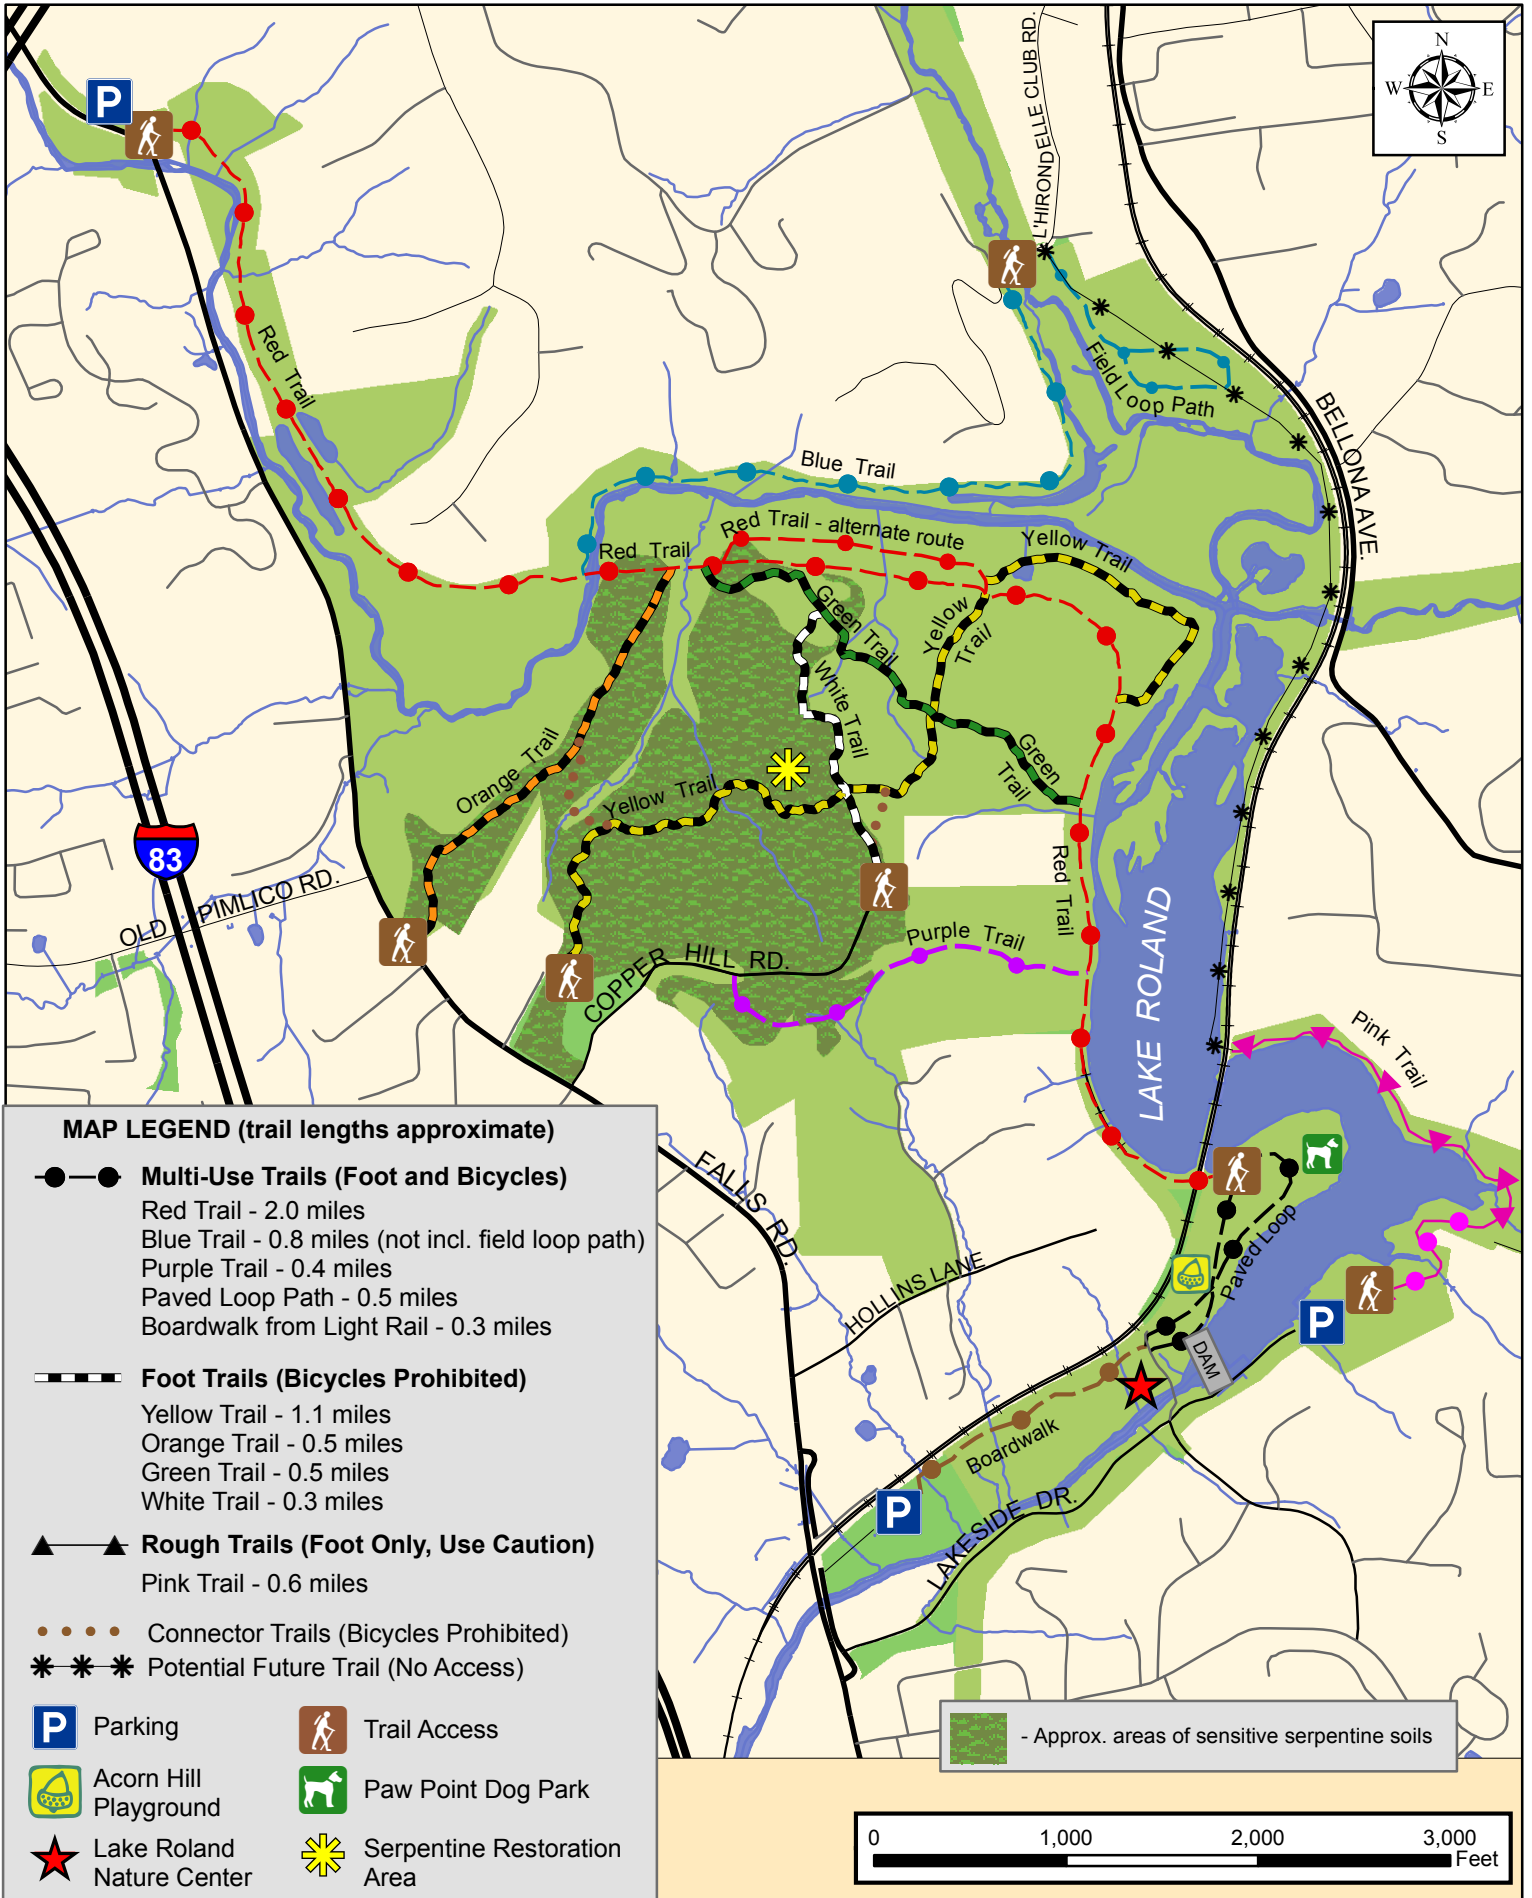 P
N
W E
S
L'HIRONDELLE CLUB RD.
Red Trail
Field Loop Path
BELLONA AVE.
Blue Trail
Red Trail - alternate route
Yellow Trail
Red Trail
Green Trail
Yellow
Trail
White Trail
Orange Trail
Yellow Trail
Green
Trail
83
OLD PIMLICO RD.
Red Trail
LAKE ROLAND
Purple Trail
COPPER HILL RD.
Pink Trail
FALLS RD.
Paved Loop
HOLLINS LANE
P
DAM
Boardwalk
P
LAKESIDE DR.
MAP LEGEND (trail lengths approximate)
Multi-Use Trails (Foot and Bicycles)
Red Trail - 2.0 miles
Blue Trail - 0.8 miles (not incl. field loop path)
Purple Trail - 0.4 miles
Paved Loop Path - 0.5 miles
Boardwalk from Light Rail - 0.3 miles
Foot Trails (Bicycles Prohibited)
Yellow Trail - 1.1 miles
Orange Trail - 0.5 miles
Green Trail - 0.5 miles
White Trail - 0.3 miles
Rough Trails (Foot Only, Use Caution)
Pink Trail - 0.6 miles
Connector Trails (Bicycles Prohibited)
Potential Future Trail (No Access)
P Parking
Trail Access
Acorn Hill
Playground
Paw Point Dog Park
Lake Roland
Nature Center
Serpentine Restoration
Area
- Approx. areas of sensitive serpentine soils
0 1,000 2,000 3,000
Feet